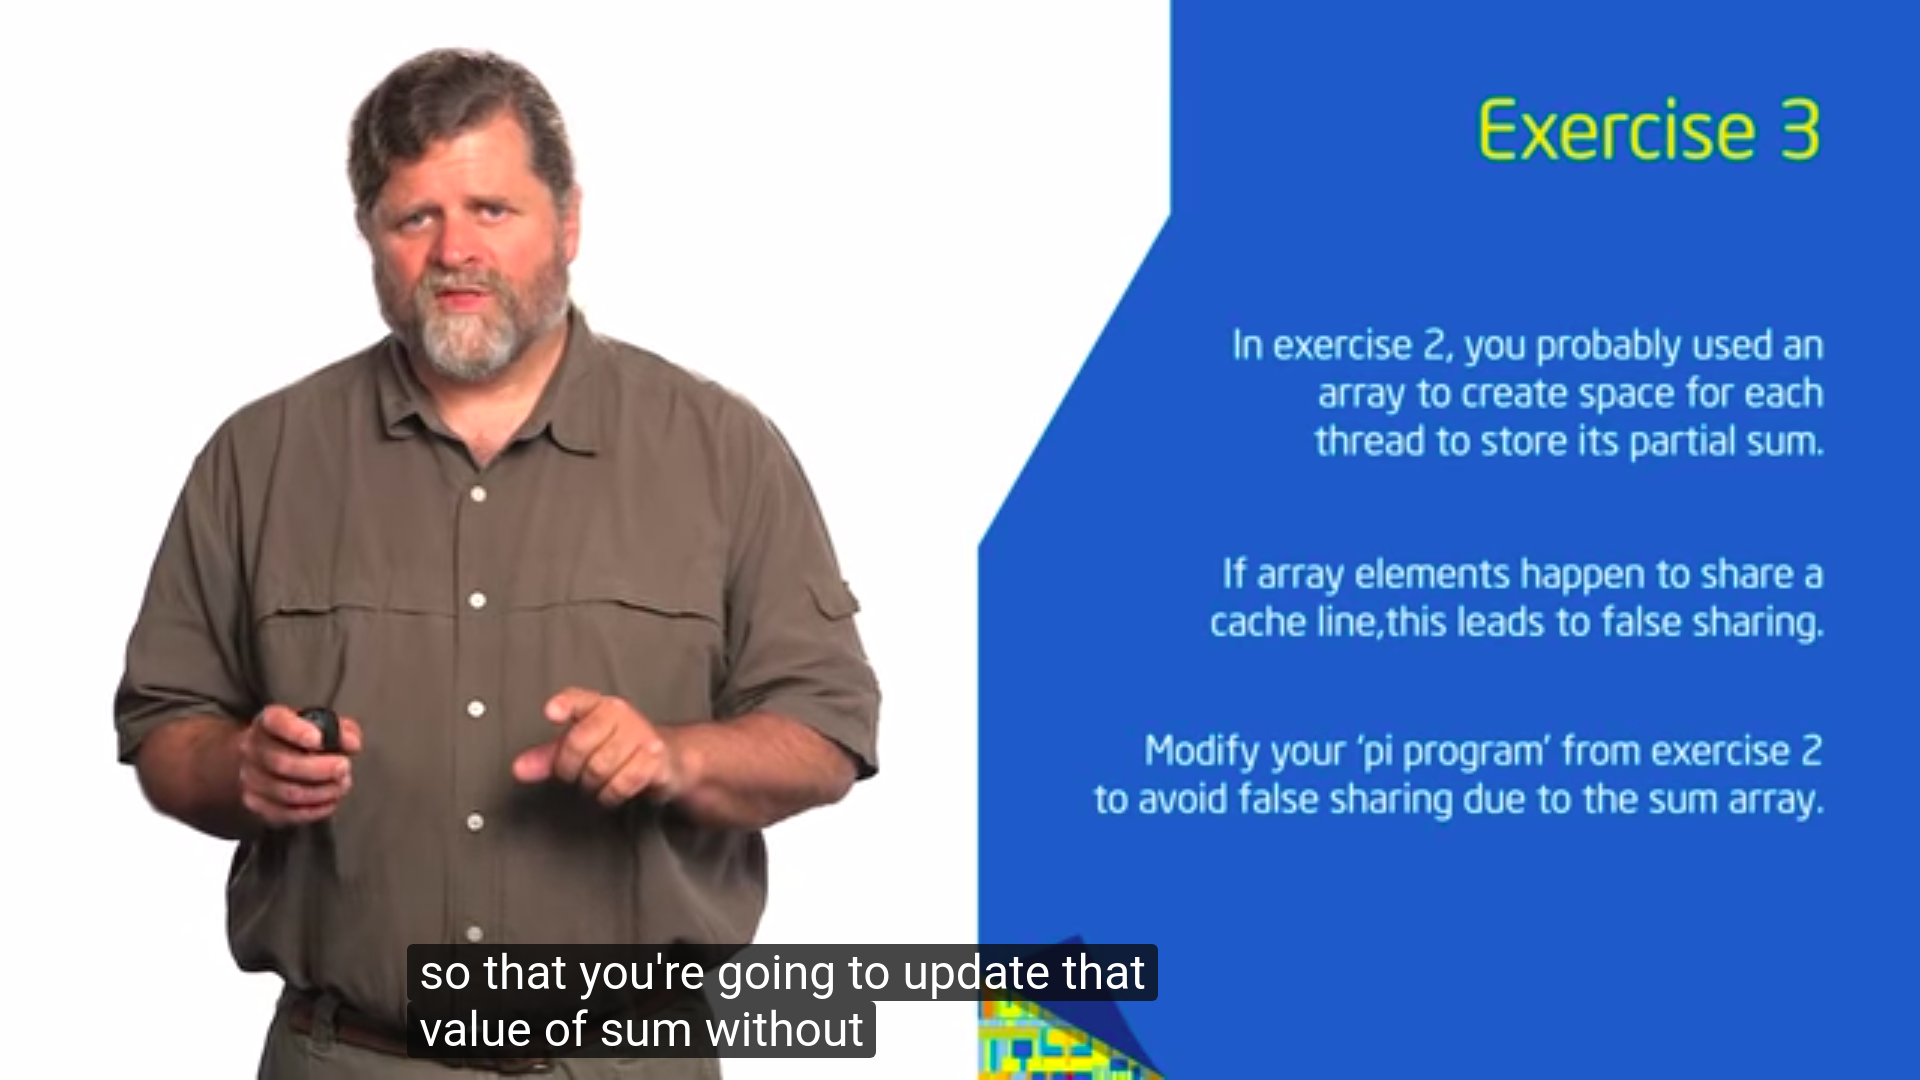 Exercise 3
In exercise 2, you probably used an
array to create space for each
thread to store its partial sum.
If array elements happen to share a
cache line,this leads to false sharing.
Modify your ‘pi program’ from exercise 2
to avoid false sharing due to the sum array.
so that you're going to update that
value of sum without